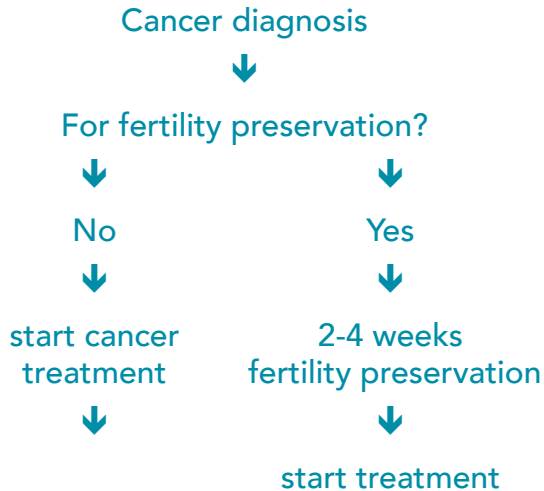 Cancer diagnosis
For fertility preservation?
No
Yes
start cancer
treatment
2-4 weeks
fertility preservation
start treatment